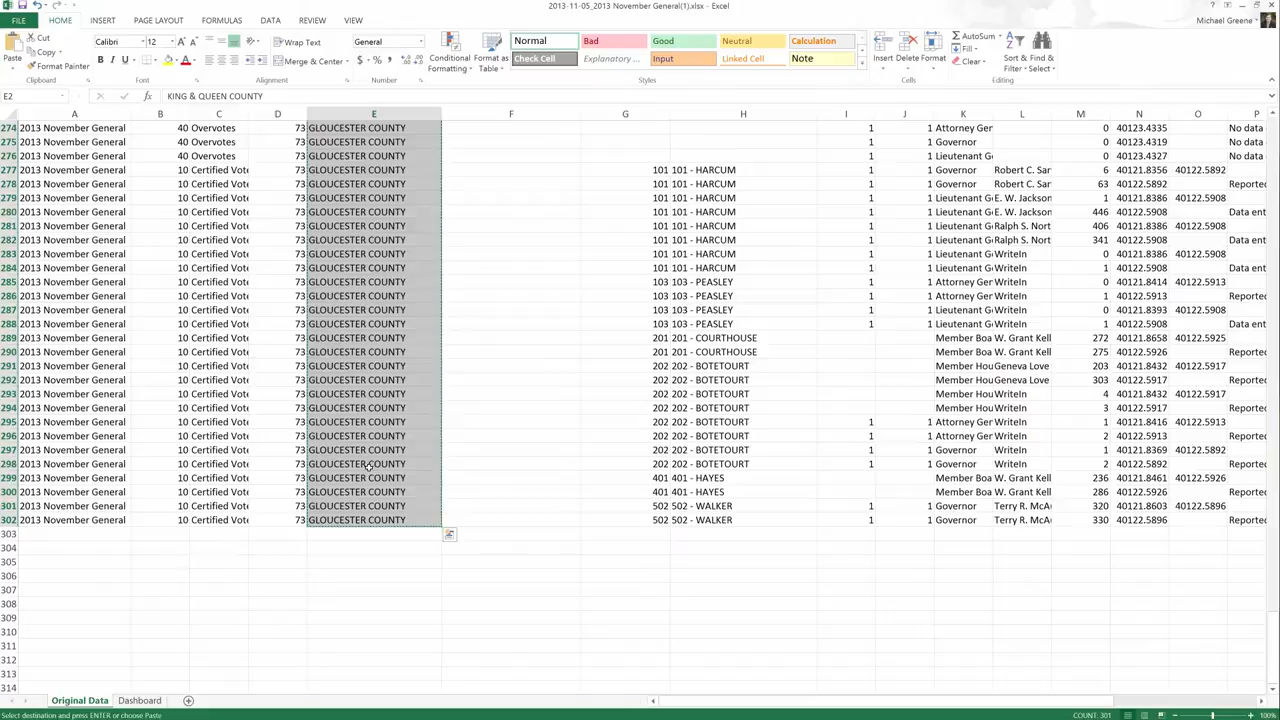 2013-11-05_2013 November General(1).xlsx - Excel
FILE HOME INSERT PAGE LAYOUT FORMULAS DATA REVIEW VIEW Michael Greene
Paste Cut Copy Format Painter Clipboard
Calibri 12 B I U A Font
Wrap Text Merge & Center Alignment
General $ % , Number
Conditional Formatting Format as Table Normal Bad Good Neutral Calculation
Check Cell Explanatory ... Input Linked Cell Note Styles
Insert Delete Format Cells
AutoSum Fill Clear Sort & Filter Find & Select Editing
E2 fx KING & QUEEN COUNTY
A B C D E F G H I J K L M N O P
274 2013 November General 40 Overvotes 73 GLOUCESTER COUNTY 1 1 Attorney Ger 0 40123.4335 No data
275 2013 November General 40 Overvotes 73 GLOUCESTER COUNTY 1 1 Governor 0 40123.4319 No data
276 2013 November General 40 Overvotes 73 GLOUCESTER COUNTY 1 1 Lieutenant G 0 40123.4327 No data
277 2013 November General 10 Certified Vote 73 GLOUCESTER COUNTY 101 101 - HARCUM 1 1 Governor Robert C. Sar 6 40121.8356 40122.5892
278 2013 November General 10 Certified Vote 73 GLOUCESTER COUNTY 101 101 - HARCUM 1 1 Governor Robert C. Sar 63 40122.5892 Reported
279 2013 November General 10 Certified Vote 73 GLOUCESTER COUNTY 101 101 - HARCUM 1 1 Lieutenant G E. W. Jackson 1 40121.8386 40122.5908
280 2013 November General 10 Certified Vote 73 GLOUCESTER COUNTY 101 101 - HARCUM 1 1 Lieutenant G E. W. Jackson 446 40122.5908 Data ent
281 2013 November General 10 Certified Vote 73 GLOUCESTER COUNTY 101 101 - HARCUM 1 1 Lieutenant G Ralph S. Nort 406 40121.8386 40122.5908
282 2013 November General 10 Certified Vote 73 GLOUCESTER COUNTY 101 101 - HARCUM 1 1 Lieutenant G Ralph S. Nort 341 40122.5908 Data ent
283 2013 November General 10 Certified Vote 73 GLOUCESTER COUNTY 101 101 - HARCUM 1 1 Lieutenant G WriteIn 0 40121.8386 40122.5908
284 2013 November General 10 Certified Vote 73 GLOUCESTER COUNTY 101 101 - HARCUM 1 1 Lieutenant G WriteIn 1 40122.5908 Data ent
285 2013 November General 10 Certified Vote 73 GLOUCESTER COUNTY 103 103 - PEASLEY 1 1 Attorney Ger WriteIn 0 40121.8414 40122.5913
286 2013 November General 10 Certified Vote 73 GLOUCESTER COUNTY 103 103 - PEASLEY 1 1 Attorney Ger WriteIn 1 40122.5913 Reported
287 2013 November General 10 Certified Vote 73 GLOUCESTER COUNTY 103 103 - PEASLEY 1 1 Lieutenant G WriteIn 0 40121.8393 40122.5908
288 2013 November General 10 Certified Vote 73 GLOUCESTER COUNTY 103 103 - PEASLEY 1 1 Lieutenant G WriteIn 1 40122.5908 Data ent
289 2013 November General 10 Certified Vote 73 GLOUCESTER COUNTY 201 201 - COURTHOUSE Member Boa W. Grant Kell 272 40121.8658 40122.5925
290 2013 November General 10 Certified Vote 73 GLOUCESTER COUNTY 201 201 - COURTHOUSE Member Boa W. Grant Kell 275 40122.5926 Reported
291 2013 November General 10 Certified Vote 73 GLOUCESTER COUNTY 202 202 - BOTETOURT Member Hou Geneva Love 203 40121.8432 40122.5917
292 2013 November General 10 Certified Vote 73 GLOUCESTER COUNTY 202 202 - BOTETOURT Member Hou Geneva Love 303 40122.5917 Reported
293 2013 November General 10 Certified Vote 73 GLOUCESTER COUNTY 202 202 - BOTETOURT Member Hou WriteIn 4 40121.8432 40122.5917
294 2013 November General 10 Certified Vote 73 GLOUCESTER COUNTY 202 202 - BOTETOURT Member Hou WriteIn 3 40122.5917 Reported
295 2013 November General 10 Certified Vote 73 GLOUCESTER COUNTY 202 202 - BOTETOURT 1 1 Attorney Ger WriteIn 1 40121.8416 40122.5913
296 2013 November General 10 Certified Vote 73 GLOUCESTER COUNTY 202 202 - BOTETOURT 1 1 Attorney Ger WriteIn 2 40122.5913 Reported
297 2013 November General 10 Certified Vote 73 GLOUCESTER COUNTY 202 202 - BOTETOURT 1 1 Governor WriteIn 1 40121.8369 40122.5892
298 2013 November General 10 Certified Vote 73 GLOUCESTER COUNTY 202 202 - BOTETOURT 1 1 Governor WriteIn 2 40122.5892 Reported
299 2013 November General 10 Certified Vote 73 GLOUCESTER COUNTY 401 401 - HAYES Member Boa W. Grant Kell 236 40121.8461 40122.5926
300 2013 November General 10 Certified Vote 73 GLOUCESTER COUNTY 401 401 - HAYES Member Boa W. Grant Kell 286 40122.5926 Reported
301 2013 November General 10 Certified Vote 73 GLOUCESTER COUNTY 502 502 - WALKER 1 1 Governor Terry R. McA 320 40121.8603 40122.5896
302 2013 November General 10 Certified Vote 73 GLOUCESTER COUNTY 502 502 - WALKER 1 1 Governor Terry R. McA 330 40122.5896 Reported
303
304
305
306
307
308
309
310
311
312
313
314
Original Data Dashboard
Select destination and press ENTER or choose Paste COUNT: 301 100%